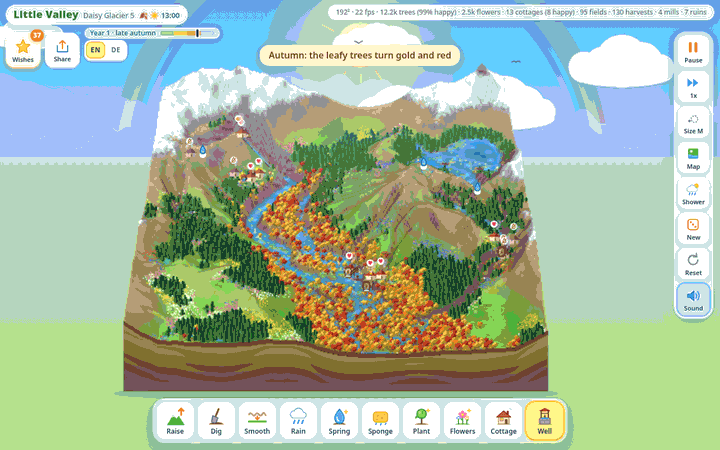 Little Valley Daisy Glacier 5 13:00
192² · 22 fps · 12.2k trees (99% happy) · 2.5k flowers · 13 cottages (8 happy) · 95 fields · 130 harvests · 4 mills · 7 ruins
37
Wishes
Share
Year 1 · late autumn
EN DE
Autumn: the leafy trees turn gold and red
Pause
1x
Size M
Map
Shower
New
Reset
Sound
Raise Dig Smooth Rain Spring Sponge Plant Flowers Cottage Well